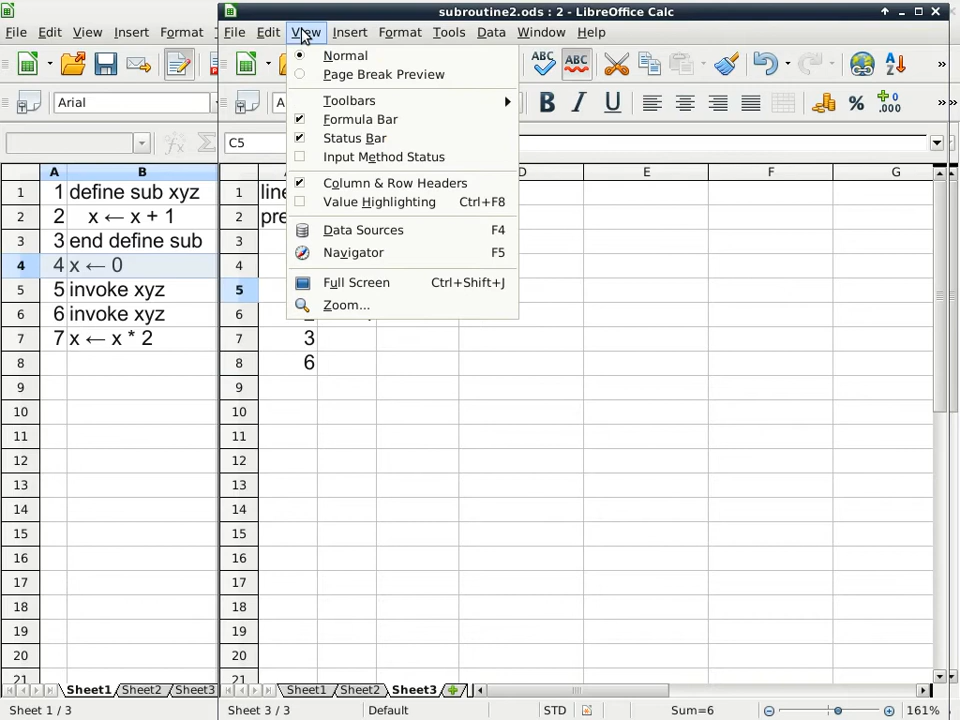 subroutine2.ods : 2 - LibreOffice Calc
File Edit View Insert Format
File Edit View Insert Format Tools Data Window Help
Arial
ABC ABC
A Z
B I U % .000
C5
Normal
Page Break Preview
Toolbars
Formula Bar
Status Bar
Input Method Status
Column & Row Headers
Value Highlighting Ctrl+F8
Data Sources F4
Navigator F5
Full Screen Ctrl+Shift+J
Zoom...
A B
1 1 define sub xyz
2 2 x ← x + 1
3 3 end define sub
4 4 x ← 0
5 5 invoke xyz
6 6 invoke xyz
7 7 x ← x * 2
8
9
10
11
12
13
14
15
16
17
18
19
20
21
E F G
1 line
2 pre
3
4
5
6
7 3
8 6
9
10
11
12
13
14
15
16
17
18
19
20
21
Sheet1 Sheet2 Sheet3
Sheet1 Sheet2 Sheet3
Sheet 1 / 3
Sheet 3 / 3 Default STD Sum=6 161%